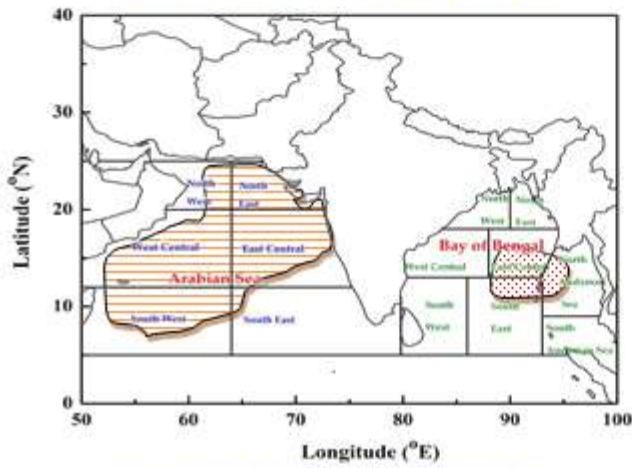 40
30
20
10
0
Latitude (°N)
North North
West East
West Central East Central
Arabian Sea
South West South East
North North
West East
Bay of Bengal
West Central
North
Sea
South South
West East
South
Sea
50 60 70 80 90 100
Longitude (°E)